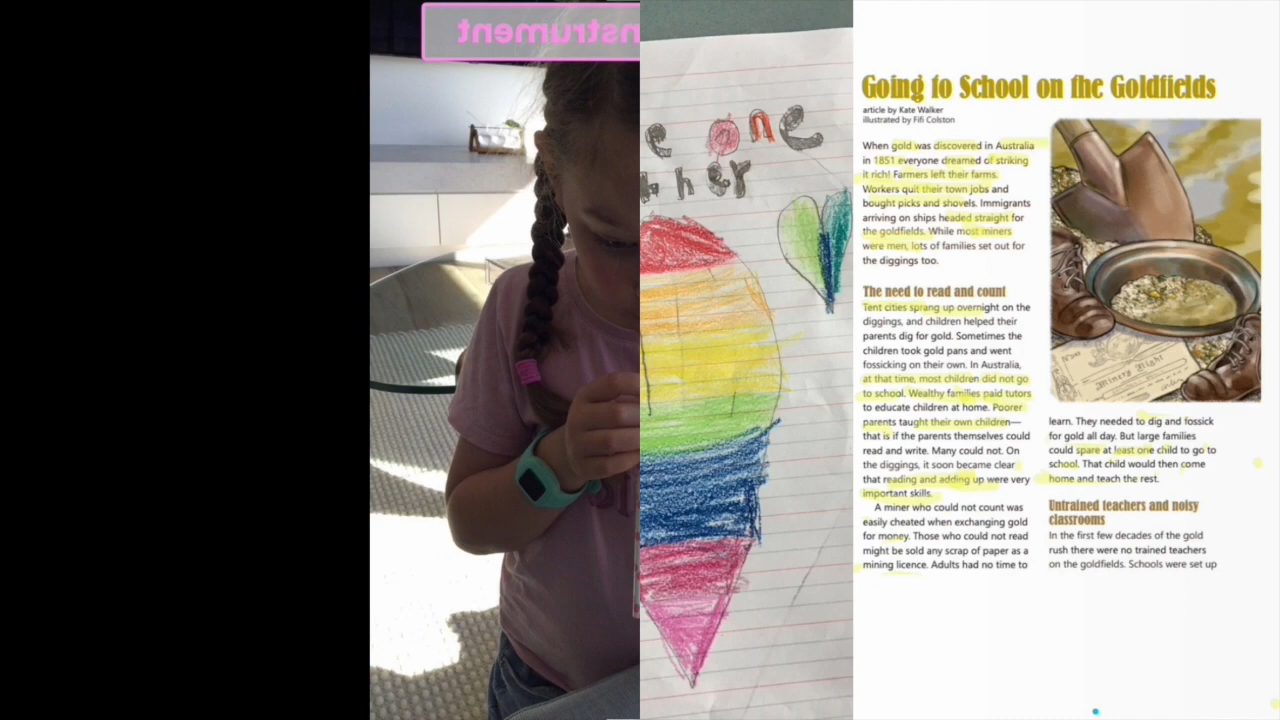 nstrument
e one
ther
Going to School on the Goldfields
article by Kate Walker
illustrated by Fifi Colston
When gold was discovered in Australia
in 1851 everyone dreamed of striking
it rich! Farmers left their farms.
Workers quit their town jobs and
bought picks and shovels. Immigrants
arriving on ships headed straight for
the goldfields. While most miners
were men, lots of families set out for
the diggings too.
The need to read and count
Tent cities sprang up overnight on the
diggings, and children helped their
parents dig for gold. Sometimes the
children took gold pans and went
fossicking on their own. In Australia,
at that time, most children did not go
to school. Wealthy families paid tutors
to educate children at home. Poorer
parents taught their own children—
that is if the parents themselves could
read and write. Many could not. On
the diggings, it soon became clear
that reading and adding up were very
important skills.
A miner who could not count was
easily cheated when exchanging gold
for money. Those who could not read
might be sold any scrap of paper as a
mining licence. Adults had no time to
Miners Right
learn. They needed to dig and fossick
for gold all day. But large families
could spare at least one child to go to
school. That child would then come
home and teach the rest.
Untrained teachers and noisy
classrooms
In the first few decades of the gold
rush there were no trained teachers
on the goldfields. Schools were set up